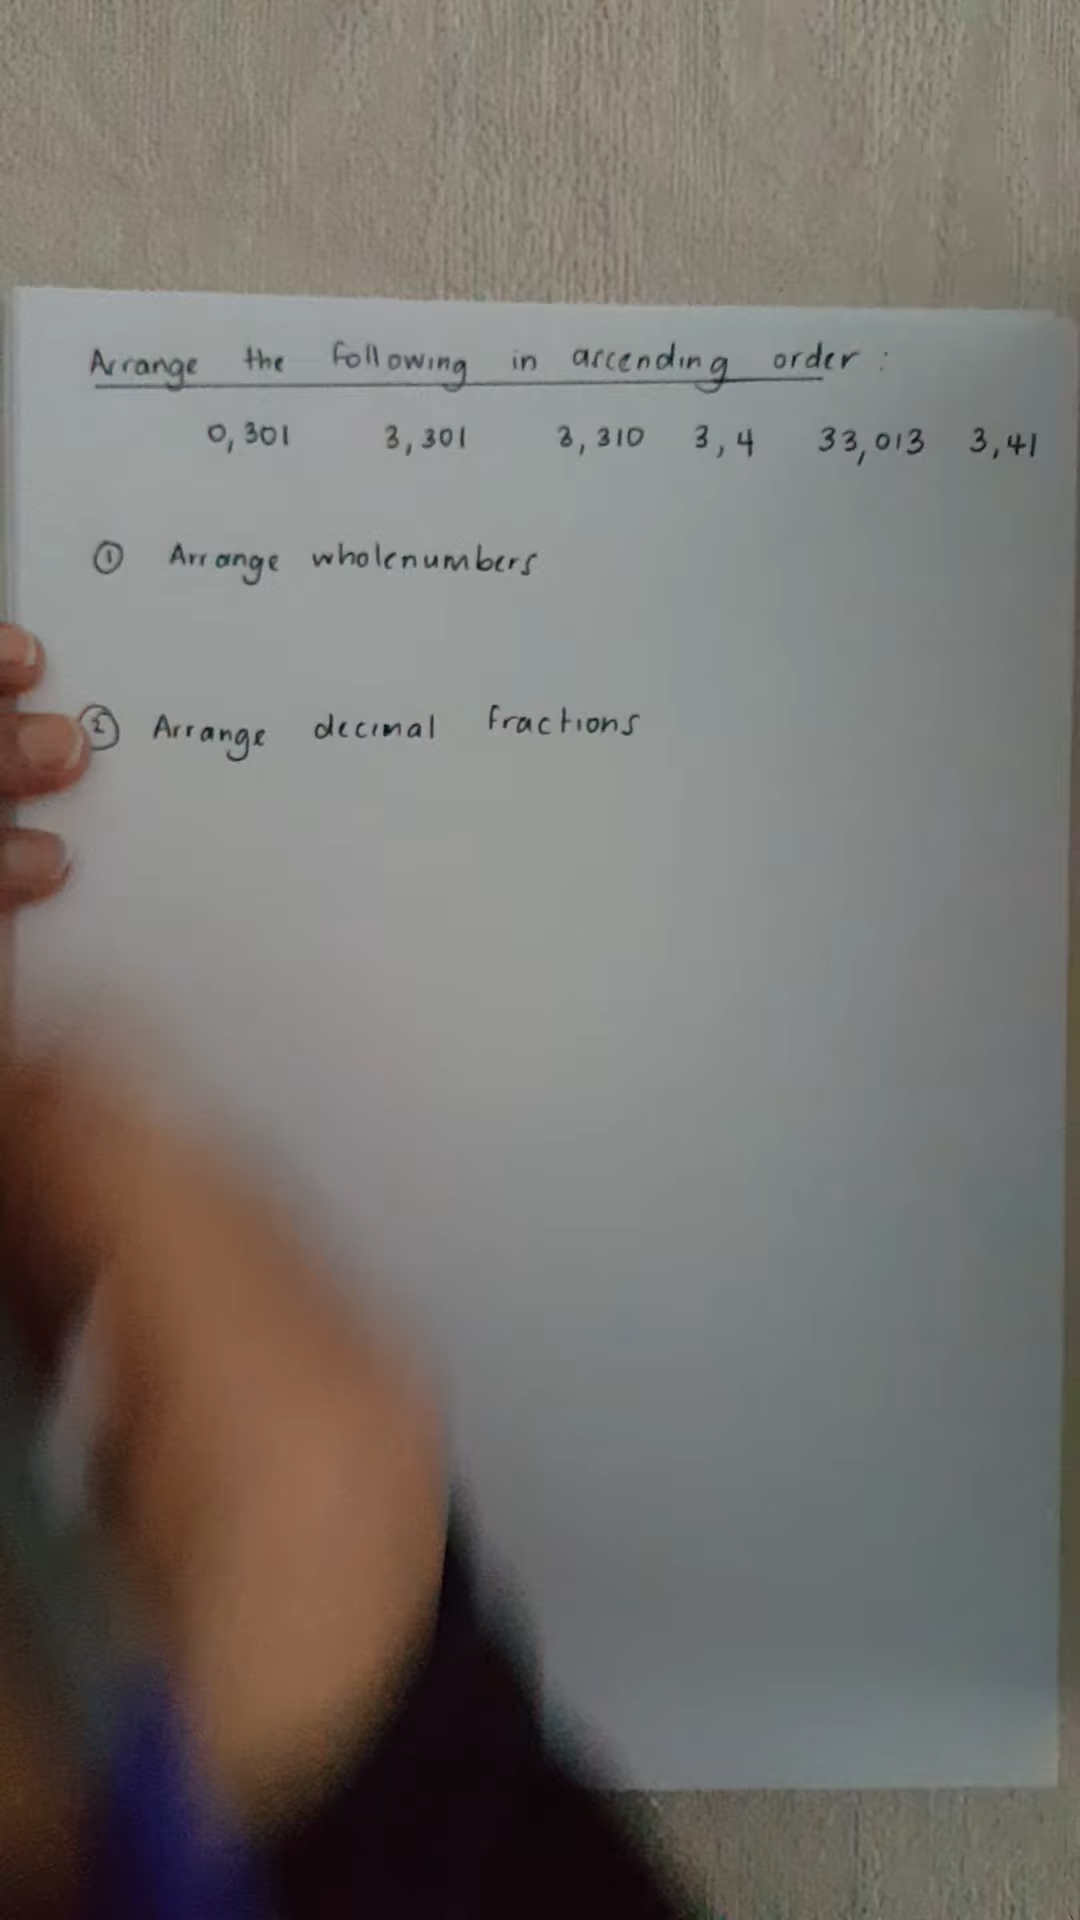 Arrange the following in ascending order :
0,301 3,301 3,310 3,4 33,013 3,41
① Arrange wholenumbers
② Arrange decimal fractions